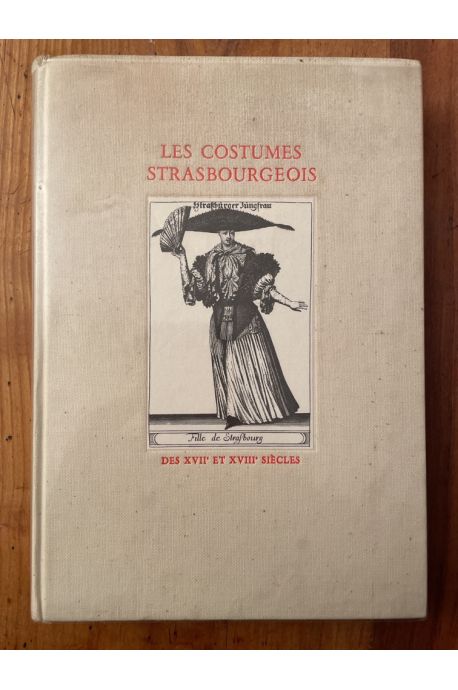 LES COSTUMES
STRASBOURGEOIS
Straßburger Jungfrau
Fille de Straſbourg
DES XVIIᵉ ET XVIIIᵉ SIÈCLES